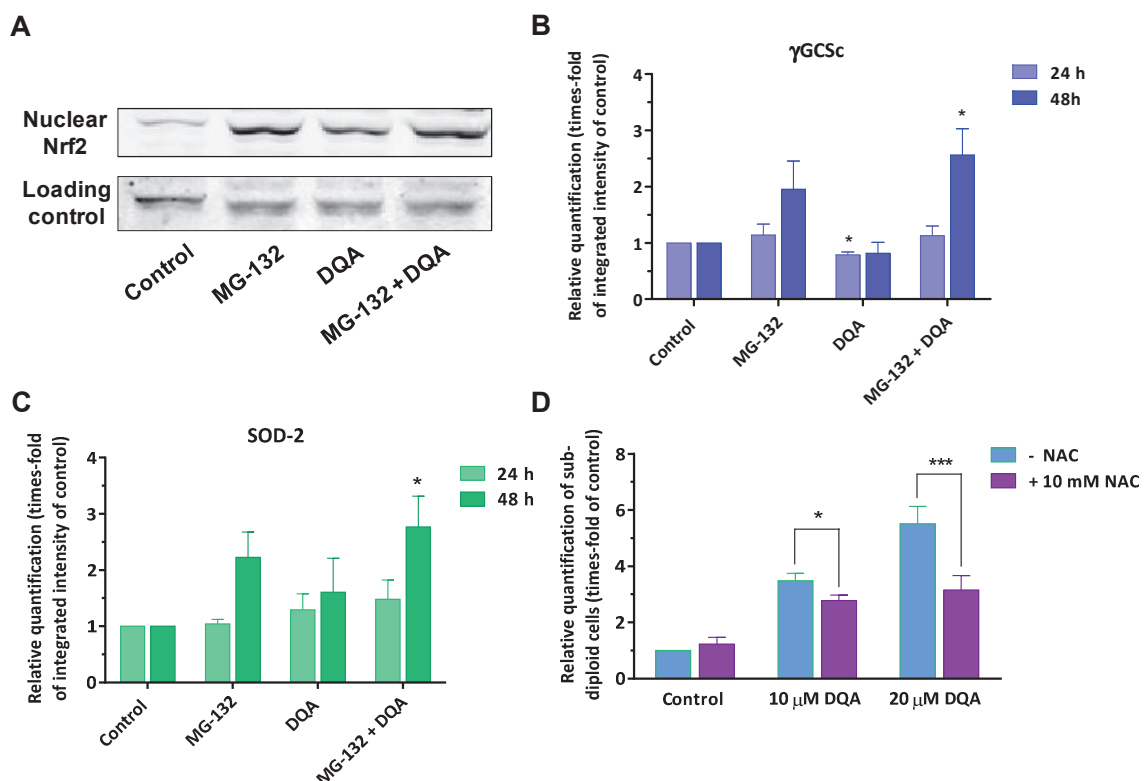 A
Nuclear
Nrf2
Loading
control
Control
MG-132
DQA
MG-132 + DQA
B
γGCSc
Relative quantification (times-fold
of integrated intensity of control)
4
3
2
1
0
24 h
48h
*
*
Control
MG-132
DQA
MG-132 + DQA
C
SOD-2
Relative quantification (times-fold
of integrated intensity of control)
4
3
2
1
0
24 h
48 h
*
Control
MG-132
DQA
MG-132 + DQA
D
Relative quantification of sub-
diploid cells (times-fold of control)
8
6
4
2
0
- NAC
+ 10 mM NAC
*
***
Control
10 μM DQA
20 μM DQA